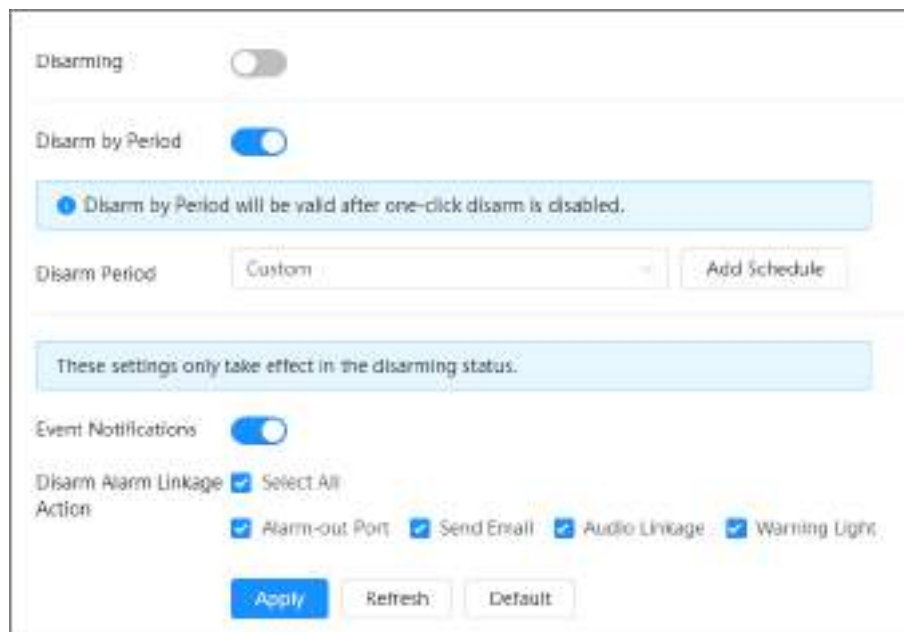 Disarming
Disarm by Period
Disarm by Period will be valid after one-click disarm is disabled.
Disarm Period Custom Add Schedule
These settings only take effect in the disarming status.
Event Notifications
Disarm Alarm Linkage Select All
Action
Alarm-out Port Send Email Audio Linkage Warning Light
Apply Refresh Default